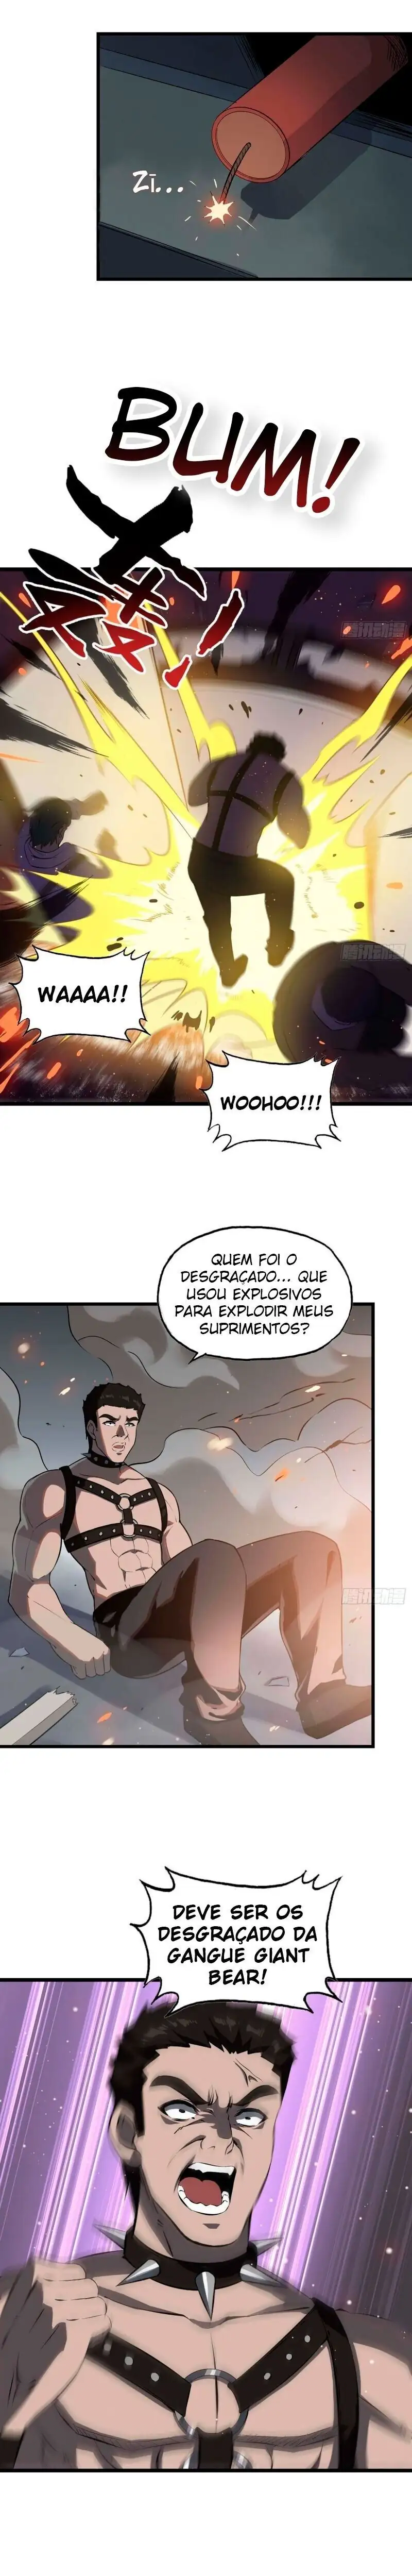 Zī...
BUM!
WAAAA!!
WOOHOO!!!
QUEM FOI O
DESGRAÇADO... QUE
USOU EXPLOSIVOS
PARA EXPLODIR MEUS
SUPRIMENTOS?
DEVE SER OS
DESGRAÇADO DA
GANGUE GIANT
BEAR!